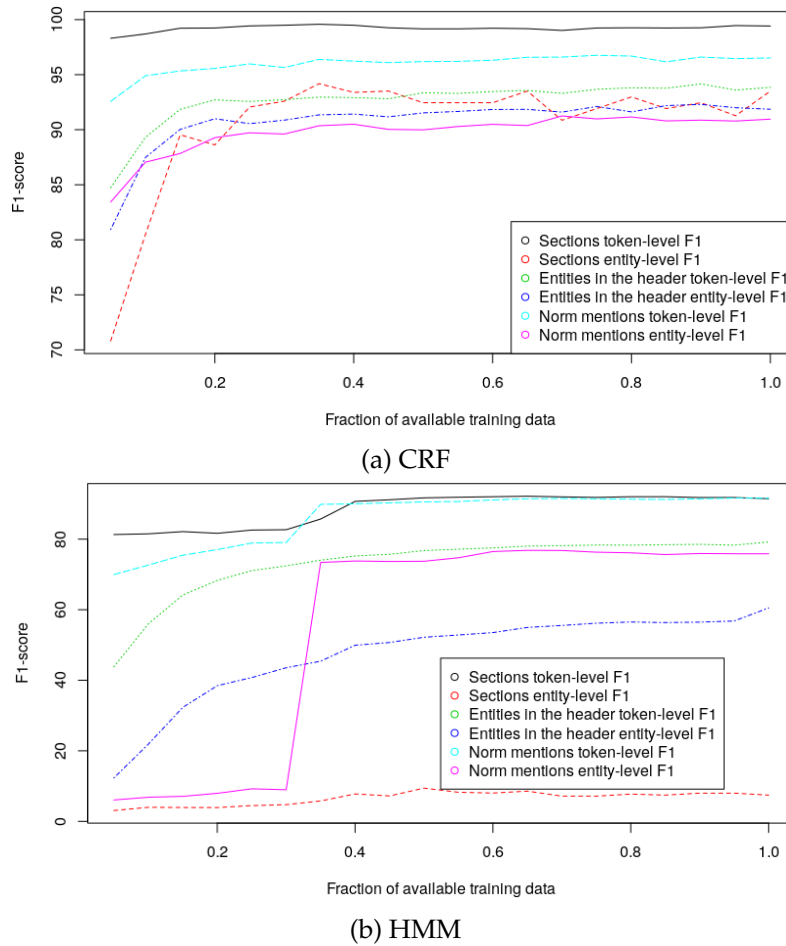 100
95
90
85
80
75
70
F1-score
Sections token-level F1
Sections entity-level F1
Entities in the header token-level F1
Entities in the header entity-level F1
Norm mentions token-level F1
Norm mentions entity-level F1
0.2 0.4 0.6 0.8 1.0
Fraction of available training data
(a) CRF
80
60
40
20
0
F1-score
Sections token-level F1
Sections entity-level F1
Entities in the header token-level F1
Entities in the header entity-level F1
Norm mentions token-level F1
Norm mentions entity-level F1
0.2 0.4 0.6 0.8 1.0
Fraction of available training data
(b) HMM